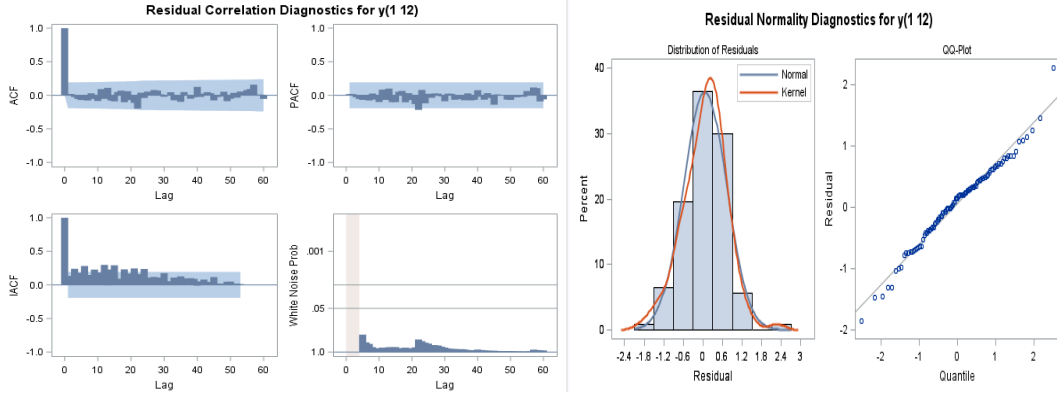 Residual Correlation Diagnostics for y(1 12)
1.0
0.5
0.0
-0.5
-1.0
ACF
0 10 20 30 40 50 60
Lag
1.0
0.5
0.0
-0.5
-1.0
PACF
0 10 20 30 40 50 60
Lag
1.0
0.5
0.0
-0.5
-1.0
IACF
0 10 20 30 40 50 60
Lag
.001
.05
1.0
White Noise Prob
0 10 20 30 40 50 60
Lag
Residual Normality Diagnostics for y(1 12)
Distribution of Residuals
Normal
Kernel
40
30
20
10
0
Percent
-2.4 -1.8 -1.2 -0.6 0 0.6 1.2 1.8 2.4 3
Residual
QQ-Plot
2
1
0
-1
-2
Residual
-2 -1 0 1 2
Quantile